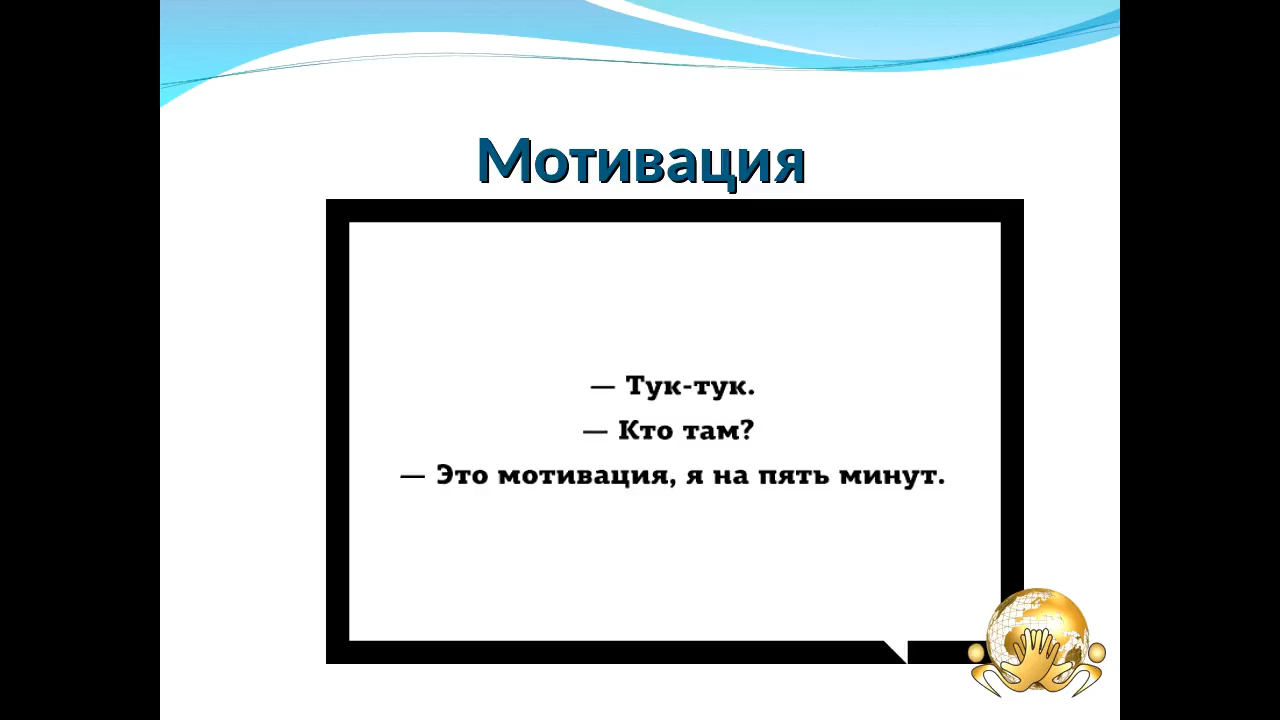 Мотивация
— Тук-тук.
— Кто там?
— Это мотивация, я на пять минут.